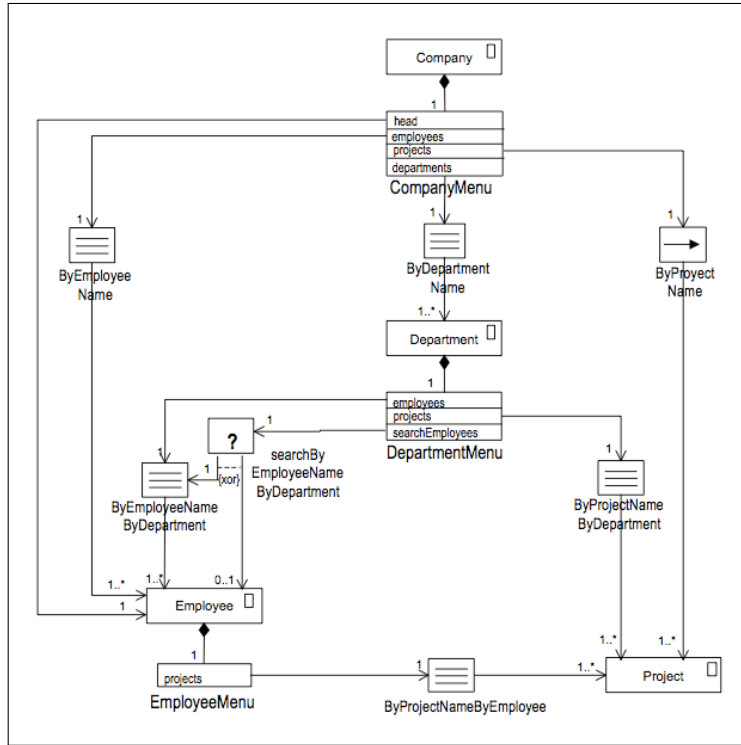 Company
1
head
employees
projects
departments
CompanyMenu
1
1
1
ByEmployee
Name
ByDepartment
Name
ByProyect
Name
1..*
Department
1
employees
projects
searchEmployees
DepartmentMenu
1
?
searchBy
EmployeeName
ByDepartment
1
1
{xor}
1
ByEmployeeName
ByDepartment
ByProjectName
ByDepartment
1..*
1..*
0..1
1
Employee
1..*
1..*
1
projects
EmployeeMenu
1
ByProjectNameByEmployee
1..*
Project